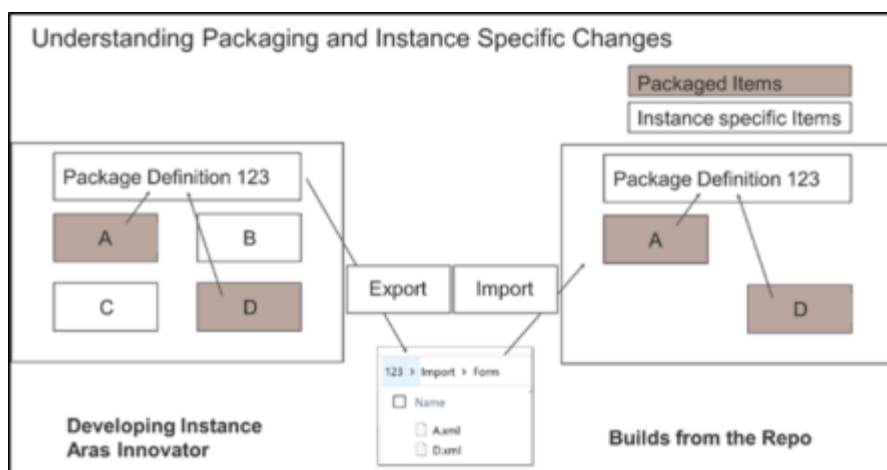 Understanding Packaging and Instance Specific Changes
Packaged Items
Instance specific Items
Package Definition 123
A
B
C
D
Export
Import
Package Definition 123
A
D
123 > Import > Form
Name
A.xml
D.xml
Developing Instance
Aras Innovator
Builds from the Repo